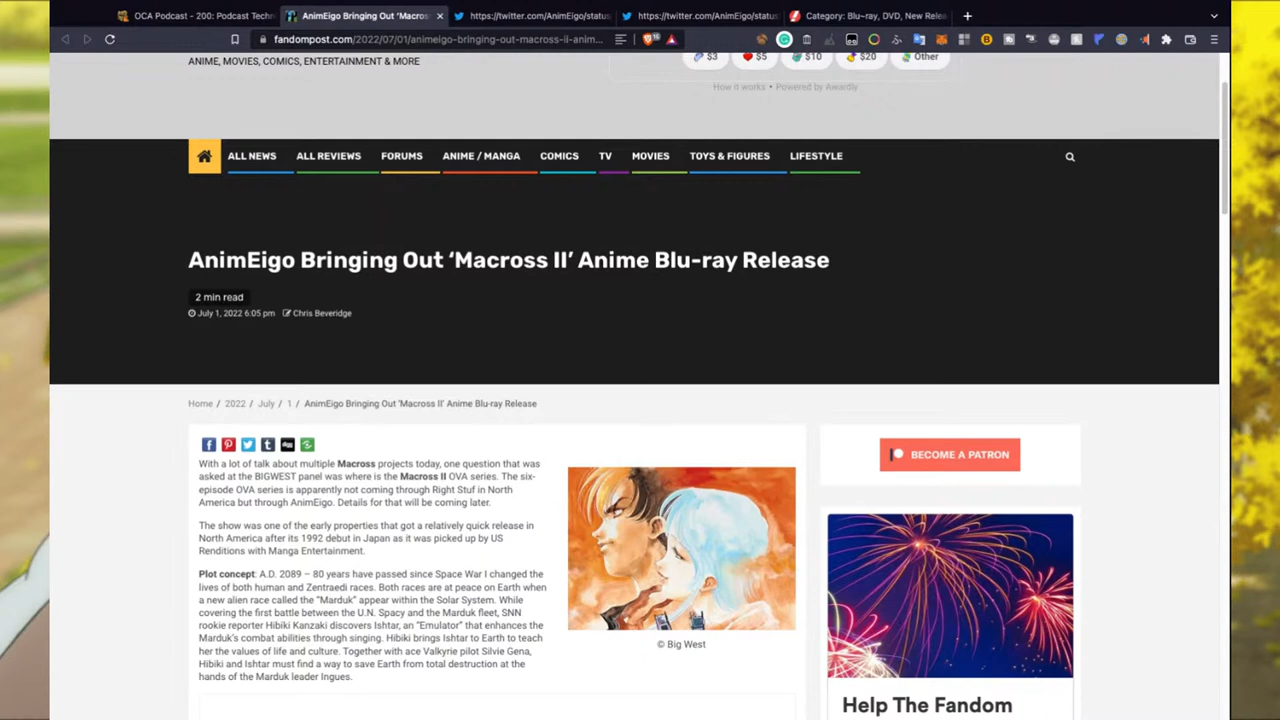 OCA Podcast - 200: Podcast Techn
AnimEigo Bringing Out ‘Macros
https://twitter.com/AnimEigo/status
https://twitter.com/AnimEigo/status
Category: Blu-ray, DVD, New Relea
fandompost.com/2022/07/01/animeigo-bringing-out-macross-ii-anim...
ANIME, MOVIES, COMICS, ENTERTAINMENT & MORE
$3
$5
$10
$20
Other
How it works • Powered by Awardly
ALL NEWS
ALL REVIEWS
FORUMS
ANIME / MANGA
COMICS
TV
MOVIES
TOYS & FIGURES
LIFESTYLE
AnimEigo Bringing Out ‘Macross II’ Anime Blu-ray Release
2 min read
July 1, 2022 6:05 pm Chris Beveridge
Home / 2022 / July / 1 / AnimEigo Bringing Out ‘Macross II’ Anime Blu-ray Release
With a lot of talk about multiple Macross projects today, one question that was
asked at the BIGWEST panel was where is the Macross II OVA series. The six-
episode OVA series is apparently not coming through Right Stuf in North
America but through AnimEigo. Details for that will be coming later.
The show was one of the early properties that got a relatively quick release in
North America after its 1992 debut in Japan as it was picked up by US
Renditions with Manga Entertainment.
Plot concept: A.D. 2089 – 80 years have passed since Space War I changed the
lives of both human and Zentraedi races. Both races are at peace on Earth when
a new alien race called the “Marduk” appear within the Solar System. While
covering the first battle between the U.N. Spacy and the Marduk fleet, SNN
rookie reporter Hibiki Kanzaki discovers Ishtar, an “Emulator” that enhances the
Marduk’s combat abilities through singing. Hibiki brings Ishtar to Earth to teach
her the values of life and culture. Together with ace Valkyrie pilot Silvie Gena,
Hibiki and Ishtar must find a way to save Earth from total destruction at the
hands of the Marduk leader Ingues.
© Big West
BECOME A PATRON
Help The Fandom